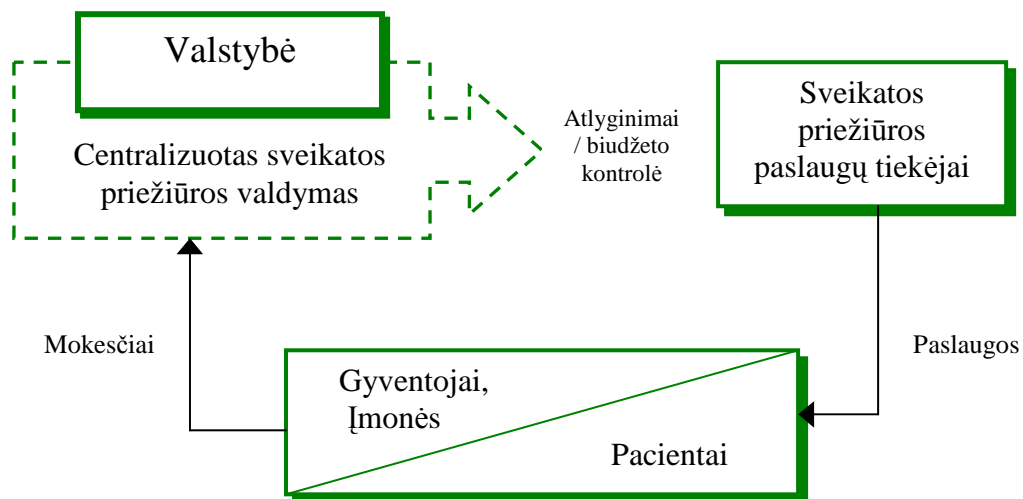 Valstybė
Centralizuotas sveikatos
priežiūros valdymas
Atlyginimai
/ biudžeto
kontrolė
Sveikatos
priežiūros
paslaugų tiekėjai
Mokesčiai
Paslaugos
Gyventojai,
Įmonės
Pacientai